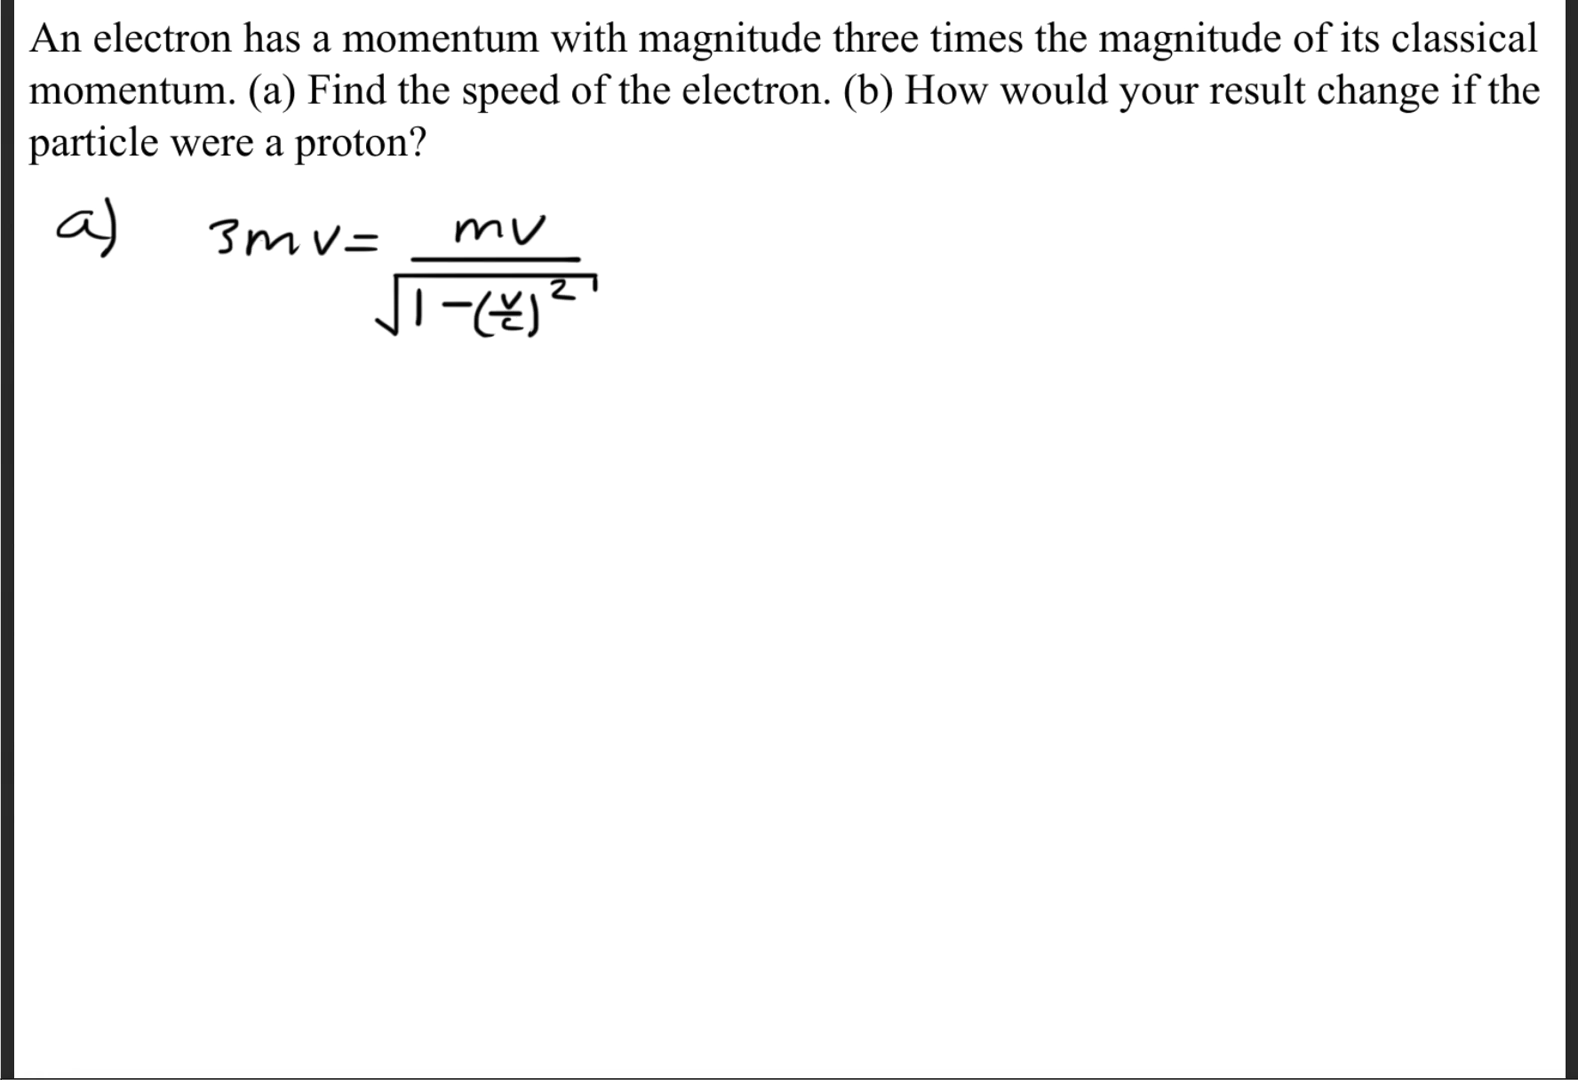 An electron has a momentum with magnitude three times the magnitude of its classical
momentum. (a) Find the speed of the electron. (b) How would your result change if the
particle were a proton?
a) 3mv = mv / √(1-(v/c)²)